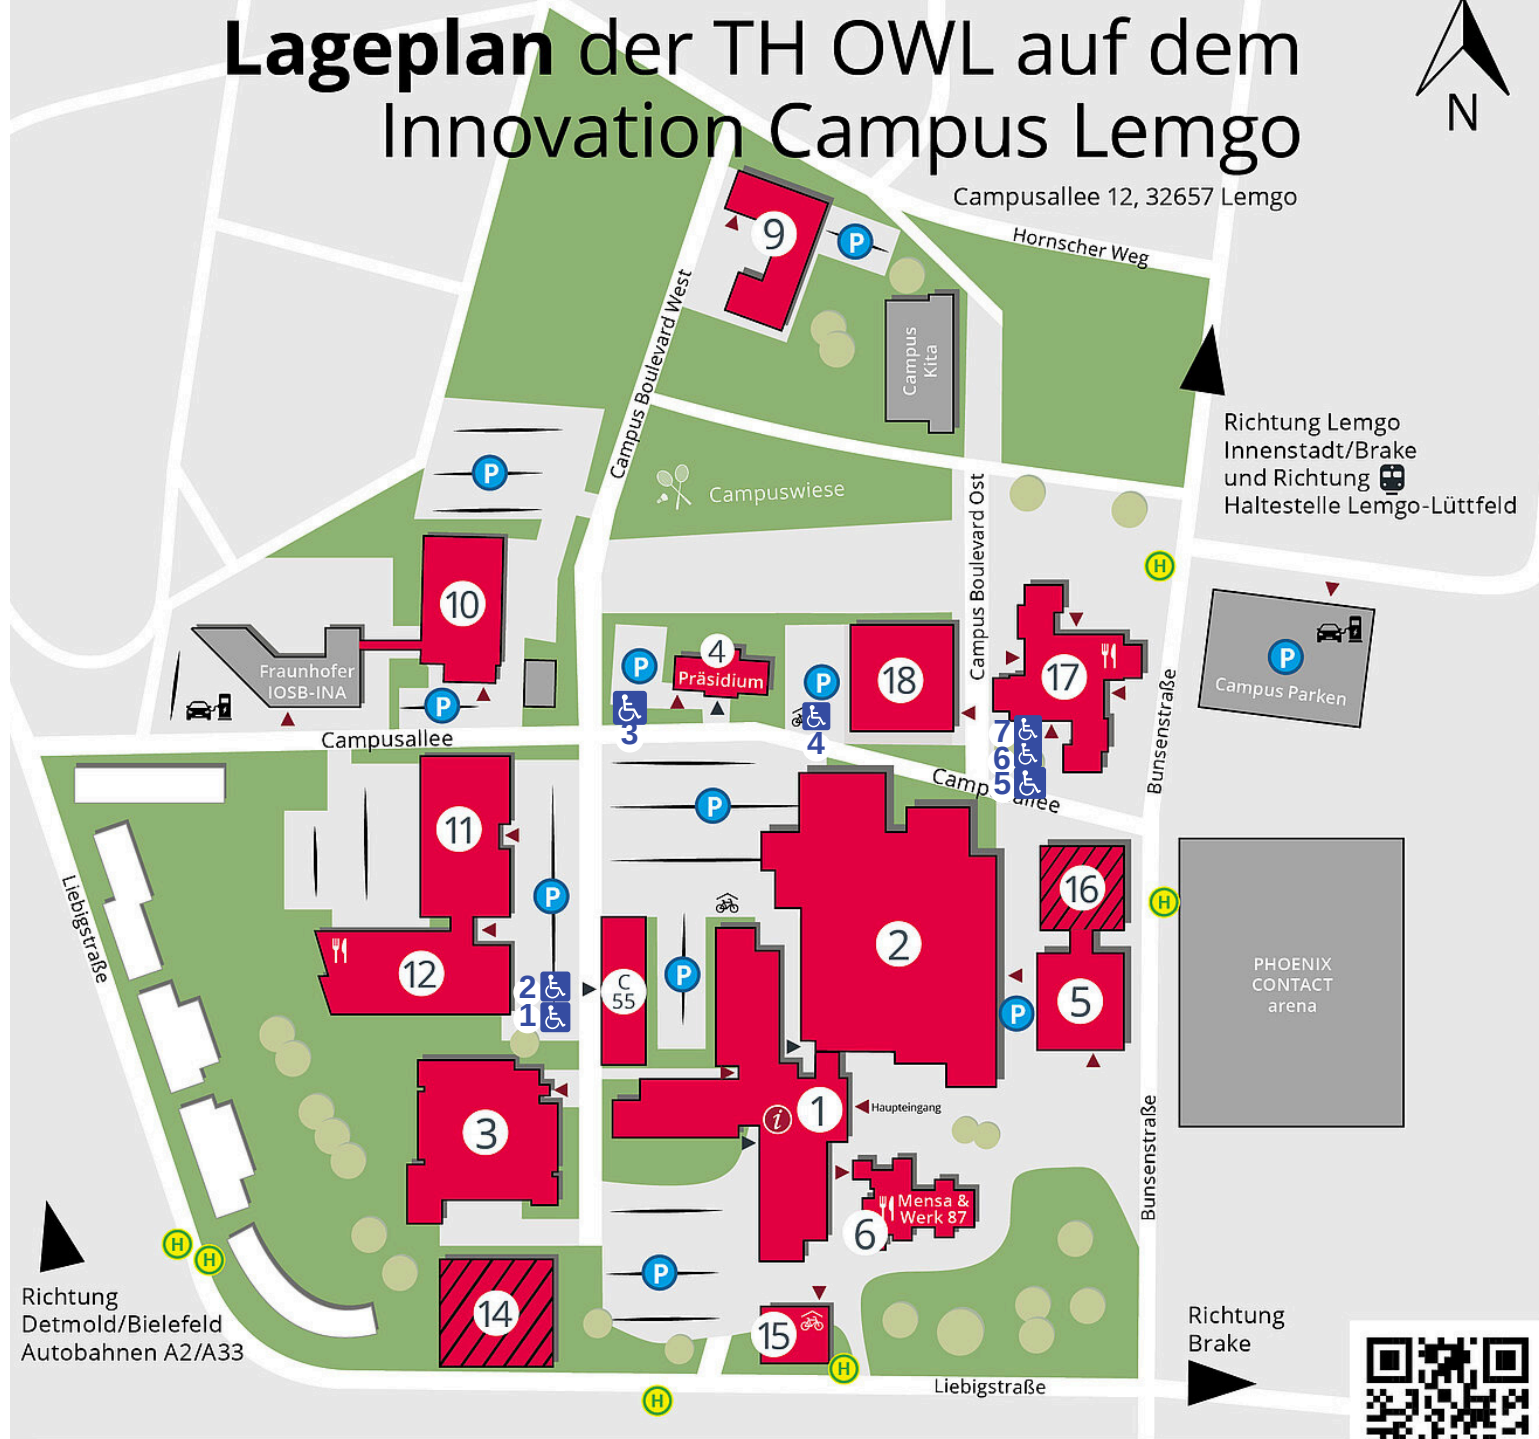 Lageplan der TH OWL auf dem
Innovation Campus Lemgo
N
Campusallee 12, 32657 Lemgo
Hornscher Weg
9
P
Campus Boulevard West
Campus
Kita
Richtung Lemgo
Innenstadt/Brake
und Richtung
Haltestelle Lemgo-Lüttfeld
P
Campuswiese
Campus Boulevard Ost
H
10
Fraunhofer
IOSB-INA
P
P
3
4
Präsidium
P
4
18
17
7
6
5
P
Campus Parken
Bunsenstraße
Campusallee
Camp allee
11
P
P
Liebigstraße
12
2
1
C
55
P
2
16
H
5
P
PHOENIX
CONTACT
arena
3
i
1
Haupteingang
Bunsenstraße
Mensa &
Werk 87
6
H
H
P
14
15
H
H
Richtung
Detmold/Bielefeld
Autobahnen A2/A33
Liebigstraße
Richtung
Brake